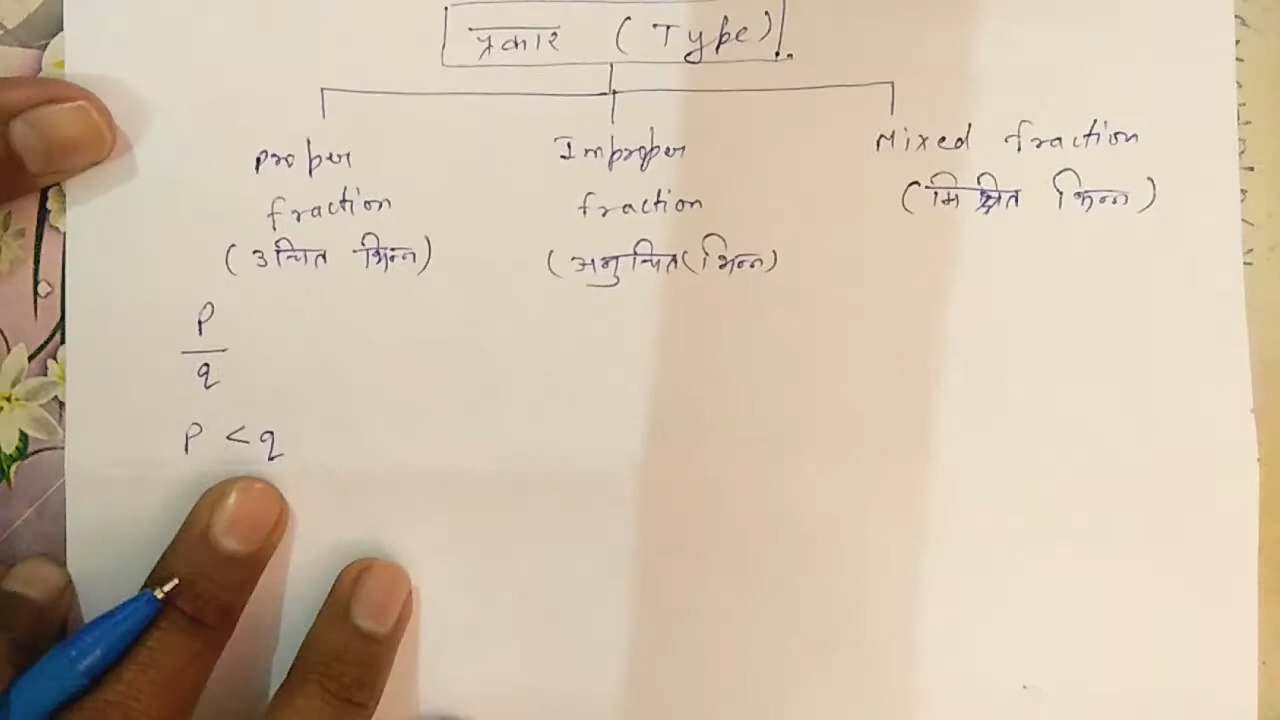 प्रकार (Type)
Proper
fraction
(उचित भिन्न)
Improper
fraction
(अनुचित (भिन्न)
Mixed fraction
(मिश्रित भिन्न)
P
q
P < q